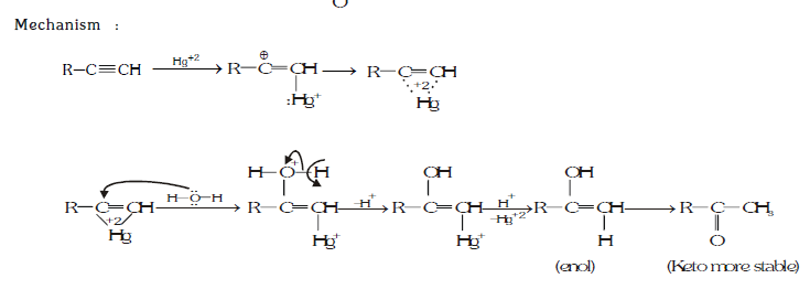 O
Mechanism :
R–C≡CH —Hg⁺²→ R–C⊕=CH → R–C=CH
:Hg⁺ +2 Hg
H–O⁺–H OH OH
R–C=CH —H–Ö–H→ R–C=CH —-H⁺→ R–C=CH —H⁺ -Hg⁺²→ R–C=CH → R–C–CH₃
+2 Hg Hg⁺ Hg⁺ H O
(enol) (Keto more stable)